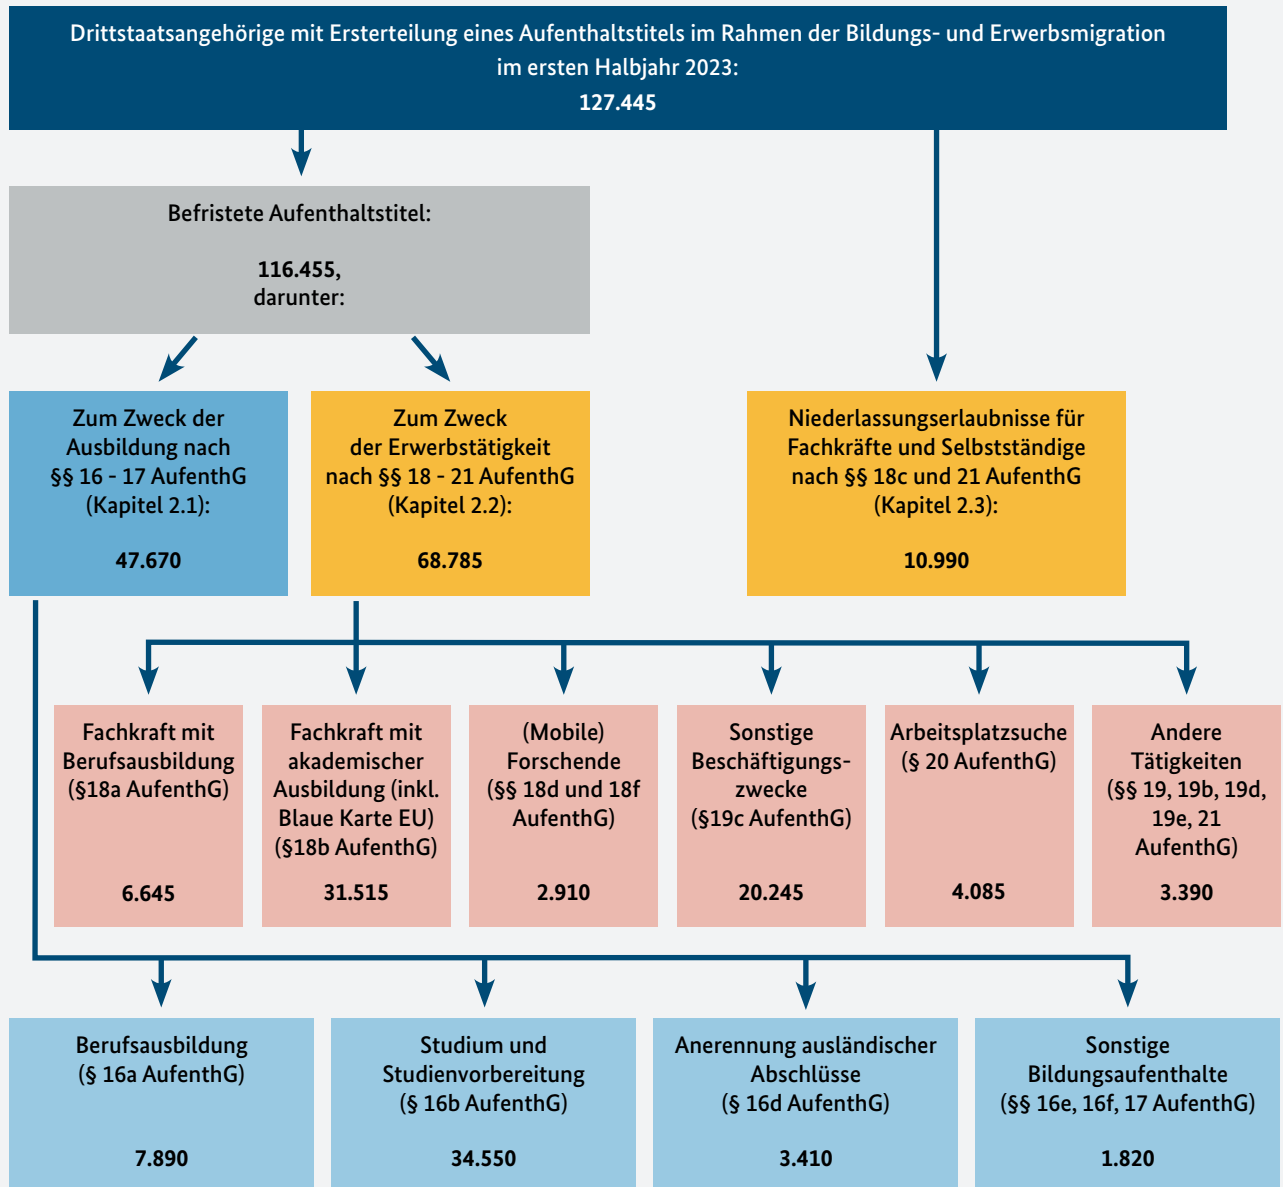 Drittstaatsangehörige mit Ersterteilung eines Aufenthaltstitels im Rahmen der Bildungs- und Erwerbsmigration
im ersten Halbjahr 2023:
127.445
Befristete Aufenthaltstitel:
116.455,
darunter:
Zum Zweck der
Ausbildung nach
§§ 16 - 17 AufenthG
(Kapitel 2.1):
47.670
Zum Zweck
der Erwerbstätigkeit
nach §§ 18 - 21 AufenthG
(Kapitel 2.2):
68.785
Niederlassungserlaubnisse für
Fachkräfte und Selbstständige
nach §§ 18c und 21 AufenthG
(Kapitel 2.3):
10.990
Fachkraft mit
Berufsausbildung
(§18a AufenthG)
6.645
Fachkraft mit
akademischer
Ausbildung (inkl.
Blaue Karte EU)
(§18b AufenthG)
31.515
(Mobile)
Forschende
(§§ 18d und 18f
AufenthG)
2.910
Sonstige
Beschäftigungs-
zwecke
(§19c AufenthG)
20.245
Arbeitsplatzsuche
(§ 20 AufenthG)
4.085
Andere
Tätigkeiten
(§§ 19, 19b, 19d,
19e, 21
AufenthG)
3.390
Berufsausbildung
(§ 16a AufenthG)
7.890
Studium und
Studienvorbereitung
(§ 16b AufenthG)
34.550
Anerennung ausländischer
Abschlüsse
(§ 16d AufenthG)
3.410
Sonstige
Bildungsaufenthalte
(§§ 16e, 16f, 17 AufenthG)
1.820